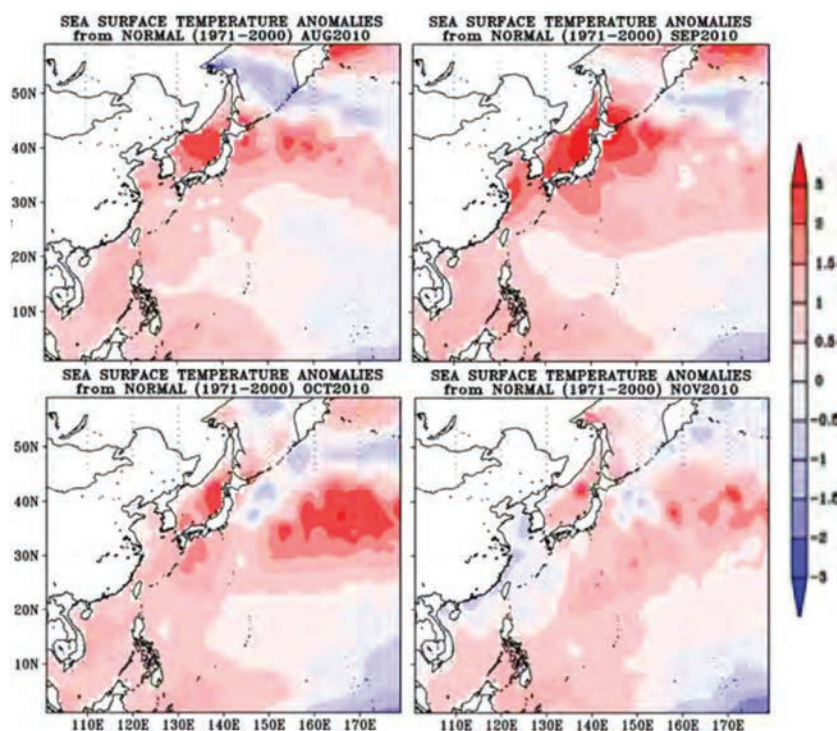 SEA SURFACE TEMPERATURE ANOMALIES
from NORMAL (1971-2000) AUG2010
SEA SURFACE TEMPERATURE ANOMALIES
from NORMAL (1971-2000) SEP2010
50N
40N
30N
20N
10N
3
2
1.5
1
0.5
0
-0.5
-1
-1
-2
-3
SEA SURFACE TEMPERATURE ANOMALIES
from NORMAL (1971-2000) OCT2010
SEA SURFACE TEMPERATURE ANOMALIES
from NORMAL (1971-2000) NOV2010
50N
40N
30N
20N
10N
110E 120E 130E 140E 150E 160E 170E
110E 120E 130E 140E 150E 160E 170E